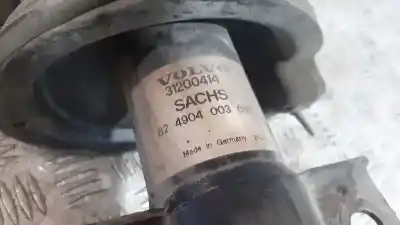 VOLVO
31200414
SACHS
82 4904 003
Made in Germany